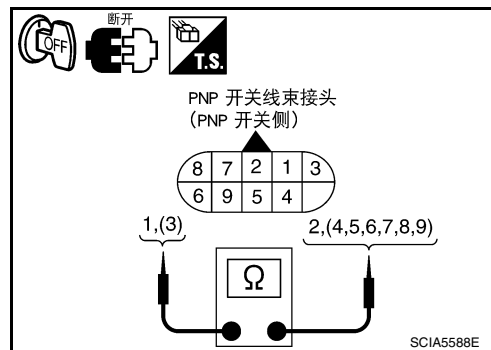 断开
OFF
T.S.
PNP 开关线束接头
(PNP 开关侧)
8 7 2 1 3
6 9 5 4
1,(3) 2,(4,5,6,7,8,9)
Ω
SCIA5588E